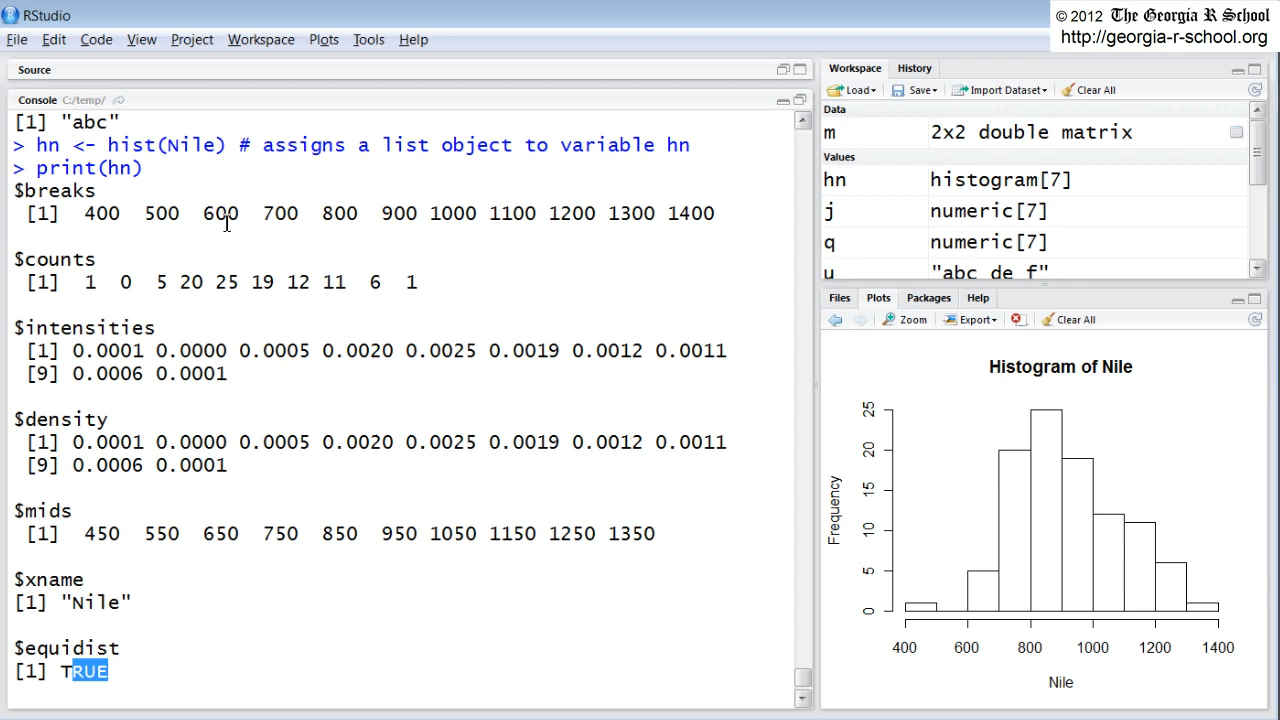 RStudio
© 2012 The Georgia R School
http://georgia-r-school.org
File Edit Code View Project Workspace Plots Tools Help
Source
Console C:/temp/
[1] "abc"
> hn <- hist(Nile) # assigns a list object to variable hn
> print(hn)
$breaks
[1] 400 500 600 700 800 900 1000 1100 1200 1300 1400
$counts
[1] 1 0 5 20 25 19 12 11 6 1
$intensities
[1] 0.0001 0.0000 0.0005 0.0020 0.0025 0.0019 0.0012 0.0011
[9] 0.0006 0.0001
$density
[1] 0.0001 0.0000 0.0005 0.0020 0.0025 0.0019 0.0012 0.0011
[9] 0.0006 0.0001
$mids
[1] 450 550 650 750 850 950 1050 1150 1250 1350
$xname
[1] "Nile"
$equidist
[1] TRUE
Workspace History
Load Save Import Dataset Clear All
Data
m 2x2 double matrix
Values
hn histogram[7]
j numeric[7]
q numeric[7]
u "abc de f"
Files Plots Packages Help
Zoom Export Clear All
Histogram of Nile
Frequency
25
20
15
10
5
0
400 600 800 1000 1200 1400
Nile